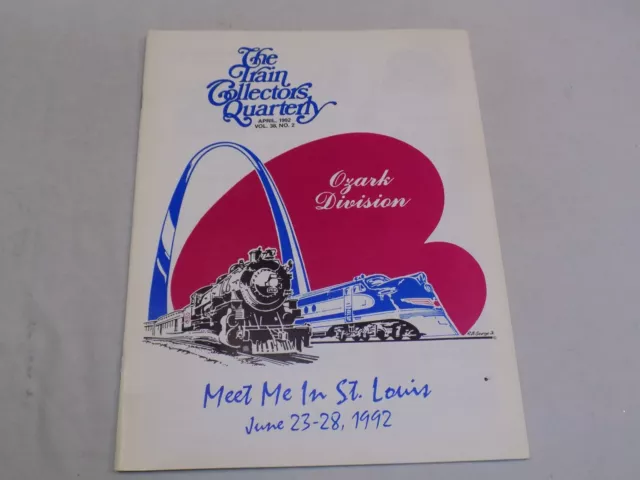 The
Train
Collectors
Quarterly
APRIL, 1992
VOL. 38, NO. 2
Ozark
Division
Meet Me In St. Louis
June 23-28, 1992